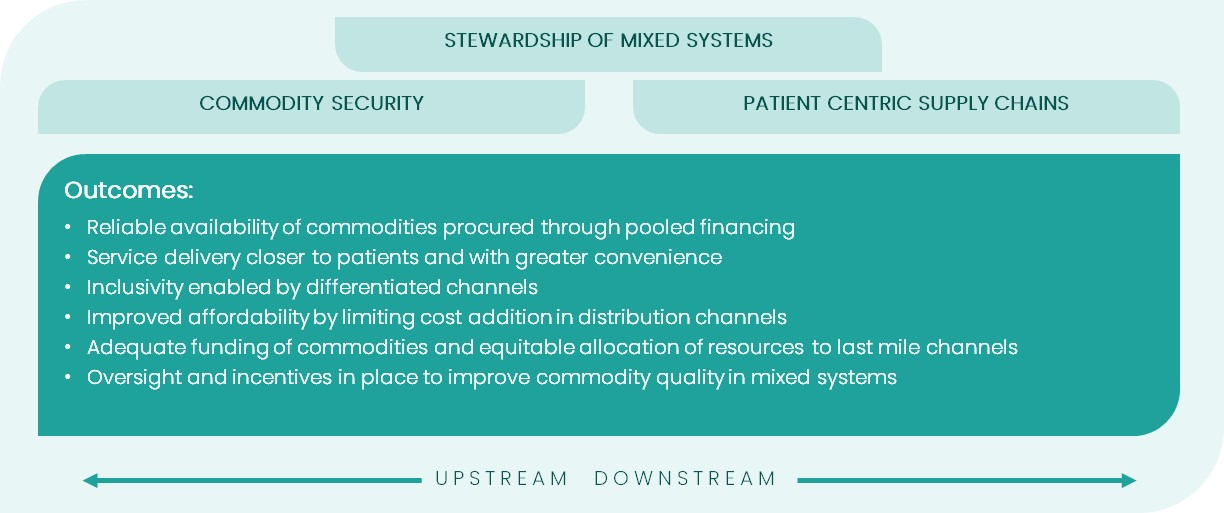 STEWARDSHIP OF MIXED SYSTEMS
COMMODITY SECURITY
PATIENT CENTRIC SUPPLY CHAINS
Outcomes:
• Reliable availability of commodities procured through pooled financing
• Service delivery closer to patients and with greater convenience
• Inclusivity enabled by differentiated channels
• Improved affordability by limiting cost addition in distribution channels
• Adequate funding of commodities and equitable allocation of resources to last mile channels
• Oversight and incentives in place to improve commodity quality in mixed systems
UPSTREAM DOWNSTREAM